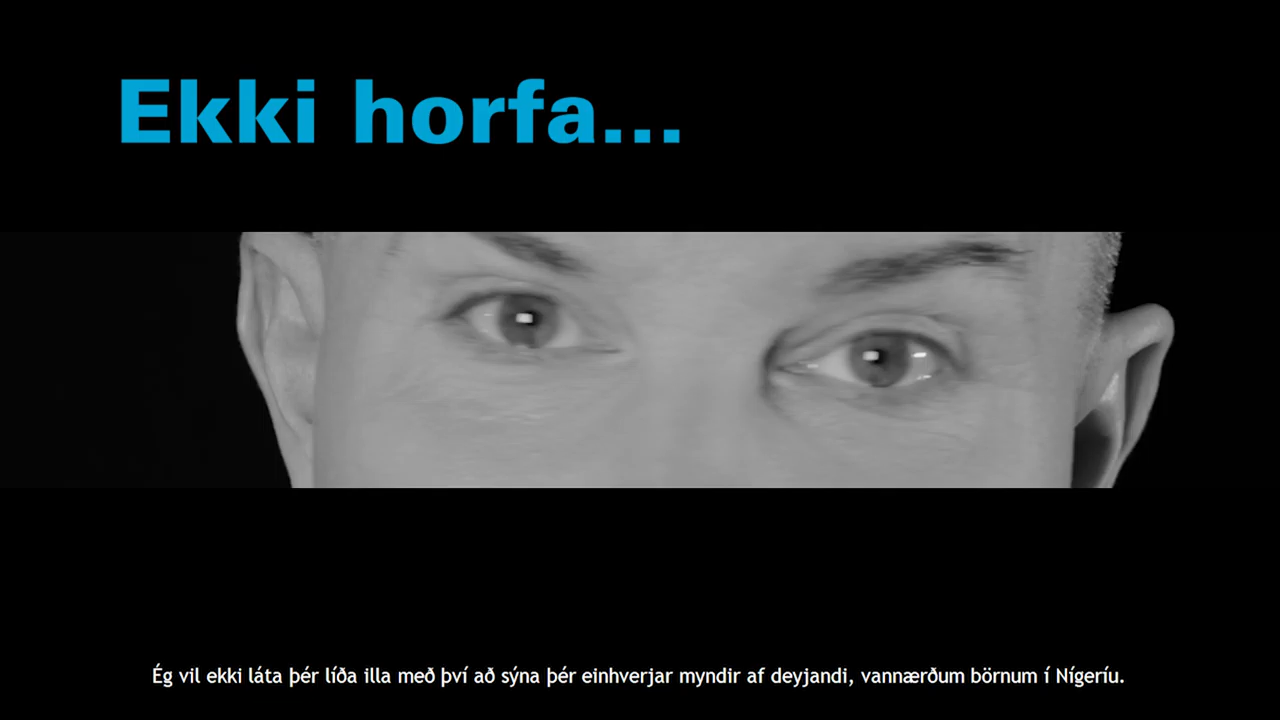 Ekki horfa...
Ég vil ekki láta þér líða illa með því að sýna þér einhverjar myndir af deyjandi, vannærðum börnum í Nígeríu.